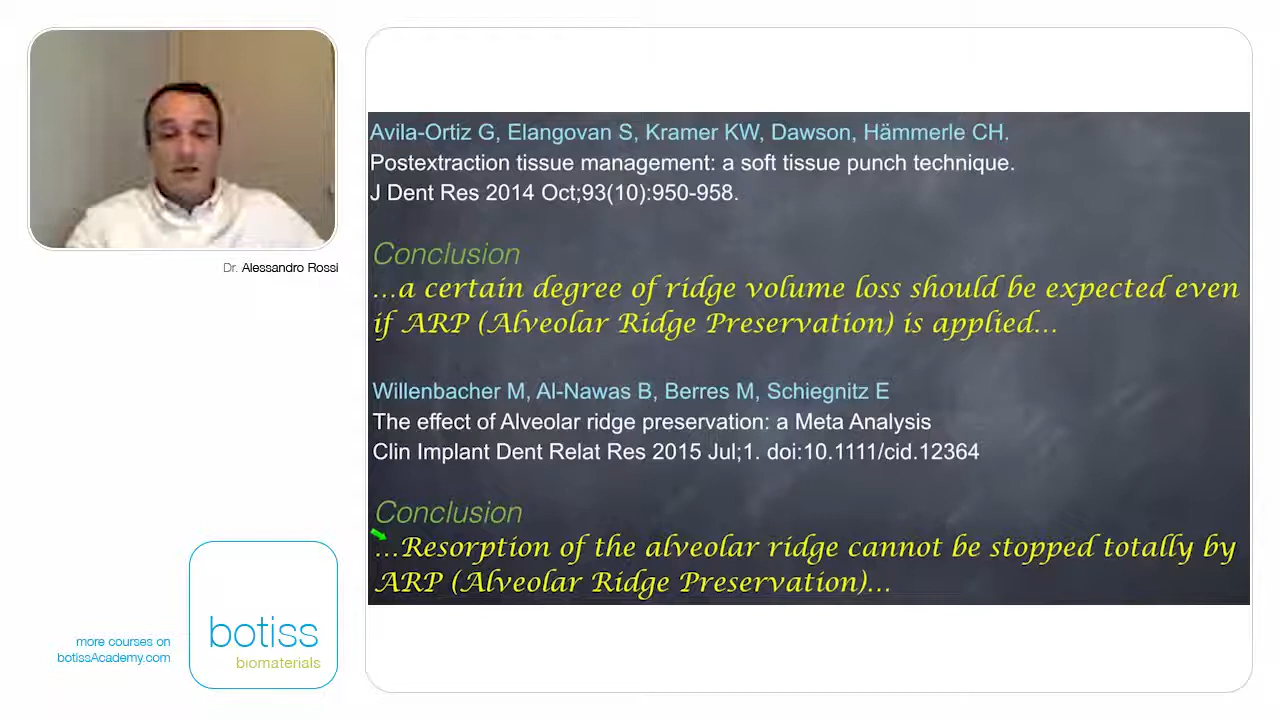 Avila-Ortiz G, Elangovan S, Kramer KW, Dawson, Hämmerle CH.
Postextraction tissue management: a soft tissue punch technique.
J Dent Res 2014 Oct;93(10):950-958.
Conclusion
...a certain degree of ridge volume loss should be expected even
if ARP (Alveolar Ridge Preservation) is applied...
Willenbacher M, Al-Nawas B, Berres M, Schiegnitz E
The effect of Alveolar ridge preservation: a Meta Analysis
Clin Implant Dent Relat Res 2015 Jul;1. doi:10.1111/cid.12364
Conclusion
...Resorption of the alveolar ridge cannot be stopped totally by
ARP (Alveolar Ridge Preservation)...
Dr. Alessandro Rossi
more courses on
botissAcademy.com
botiss
biomaterials